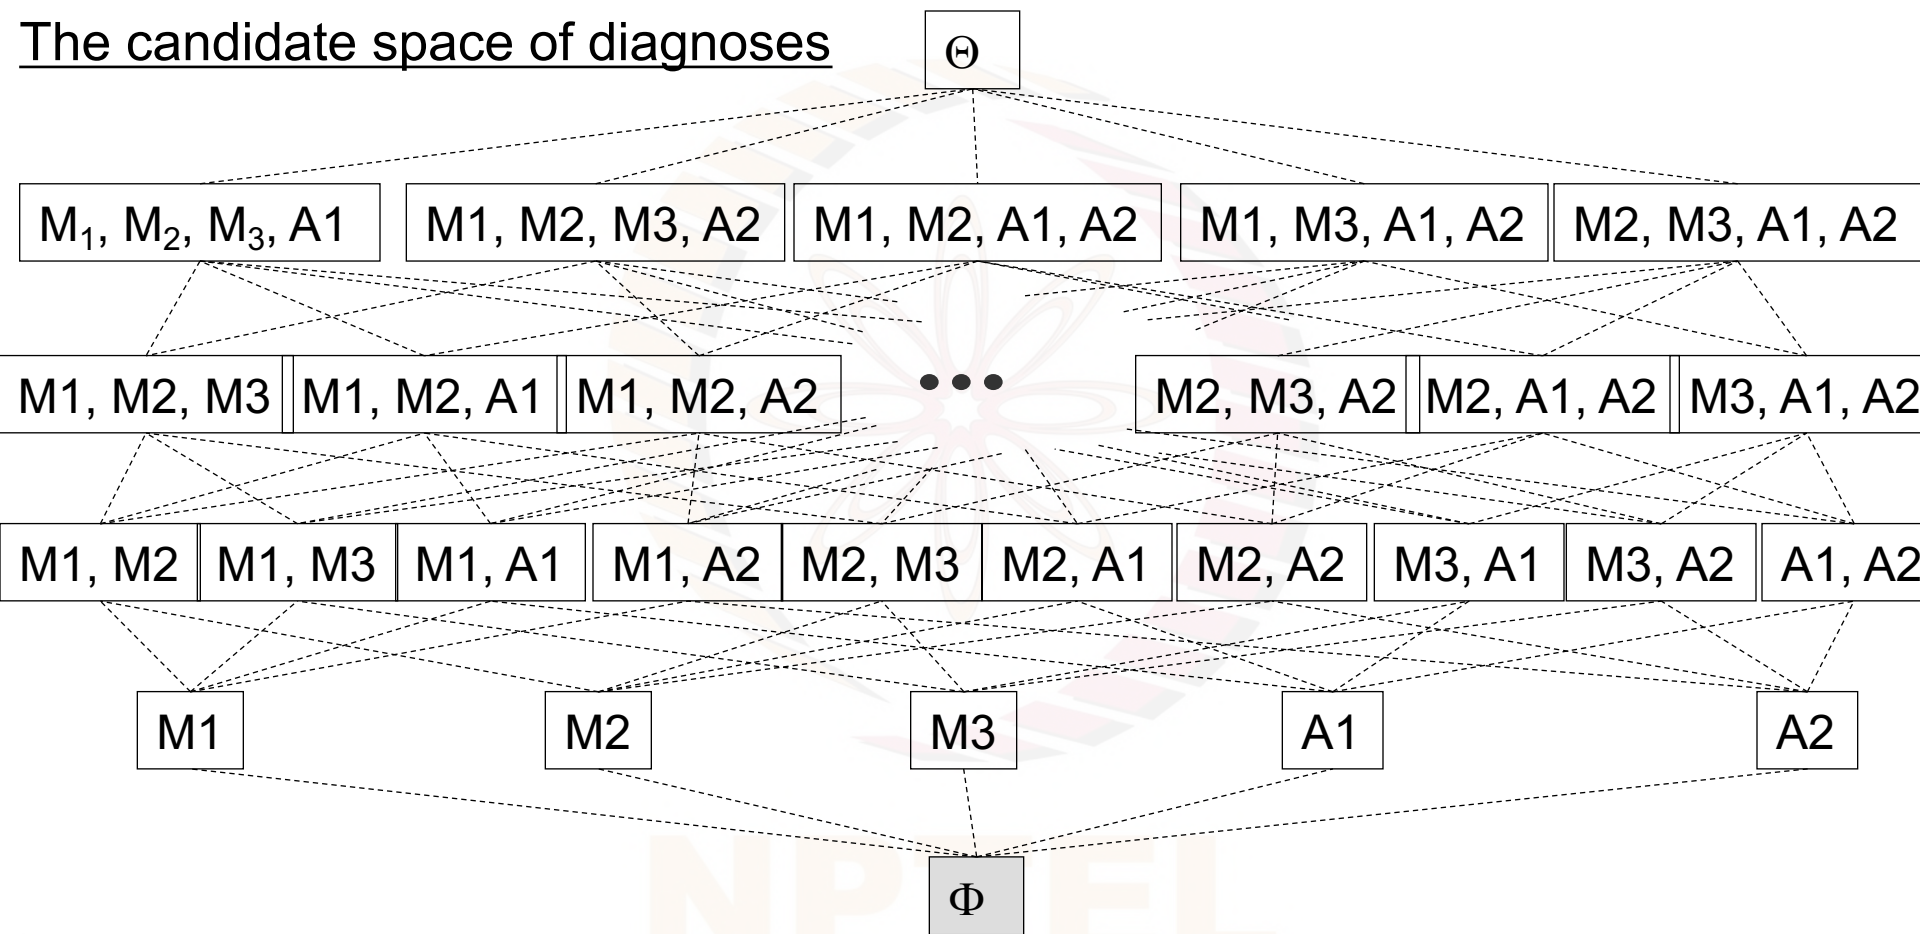 The candidate space of diagnoses
Θ
M₁, M₂, M₃, A1
M1, M2, M3, A2
M1, M2, A1, A2
M1, M3, A1, A2
M2, M3, A1, A2
M1, M2, M3
M1, M2, A1
M1, M2, A2
•••
M2, M3, A2
M2, A1, A2
M3, A1, A2
M1, M2
M1, M3
M1, A1
M1, A2
M2, M3
M2, A1
M2, A2
M3, A1
M3, A2
A1, A2
M1
M2
M3
A1
A2
Φ
NPTEL